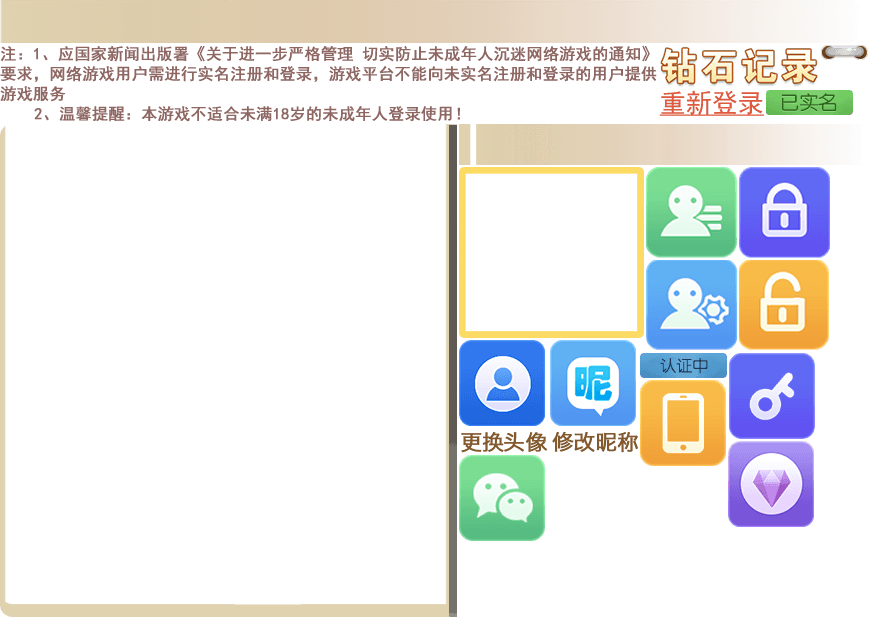 注：1、应国家新闻出版署《关于进一步严格管理 切实防止未成年人沉迷网络游戏的通知》
要求，网络游戏用户需进行实名注册和登录，游戏平台不能向未实名注册和登录的用户提供
游戏服务
2、温馨提醒：本游戏不适合未满18岁的未成年人登录使用！
钻石记录
重新登录
已实名
认证中
昵
更换头像
修改昵称